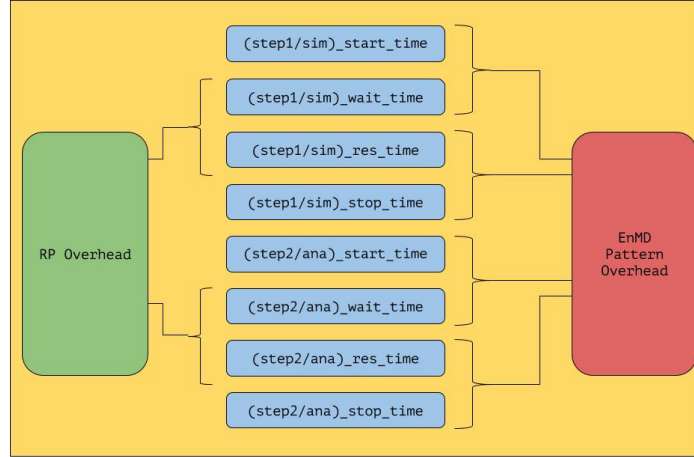 (step1/sim)_start_time
(step1/sim)_wait_time
(step1/sim)_res_time
(step1/sim)_stop_time
RP Overhead
EnMD
Pattern
Overhead
(step2/ana)_start_time
(step2/ana)_wait_time
(step2/ana)_res_time
(step2/ana)_stop_time